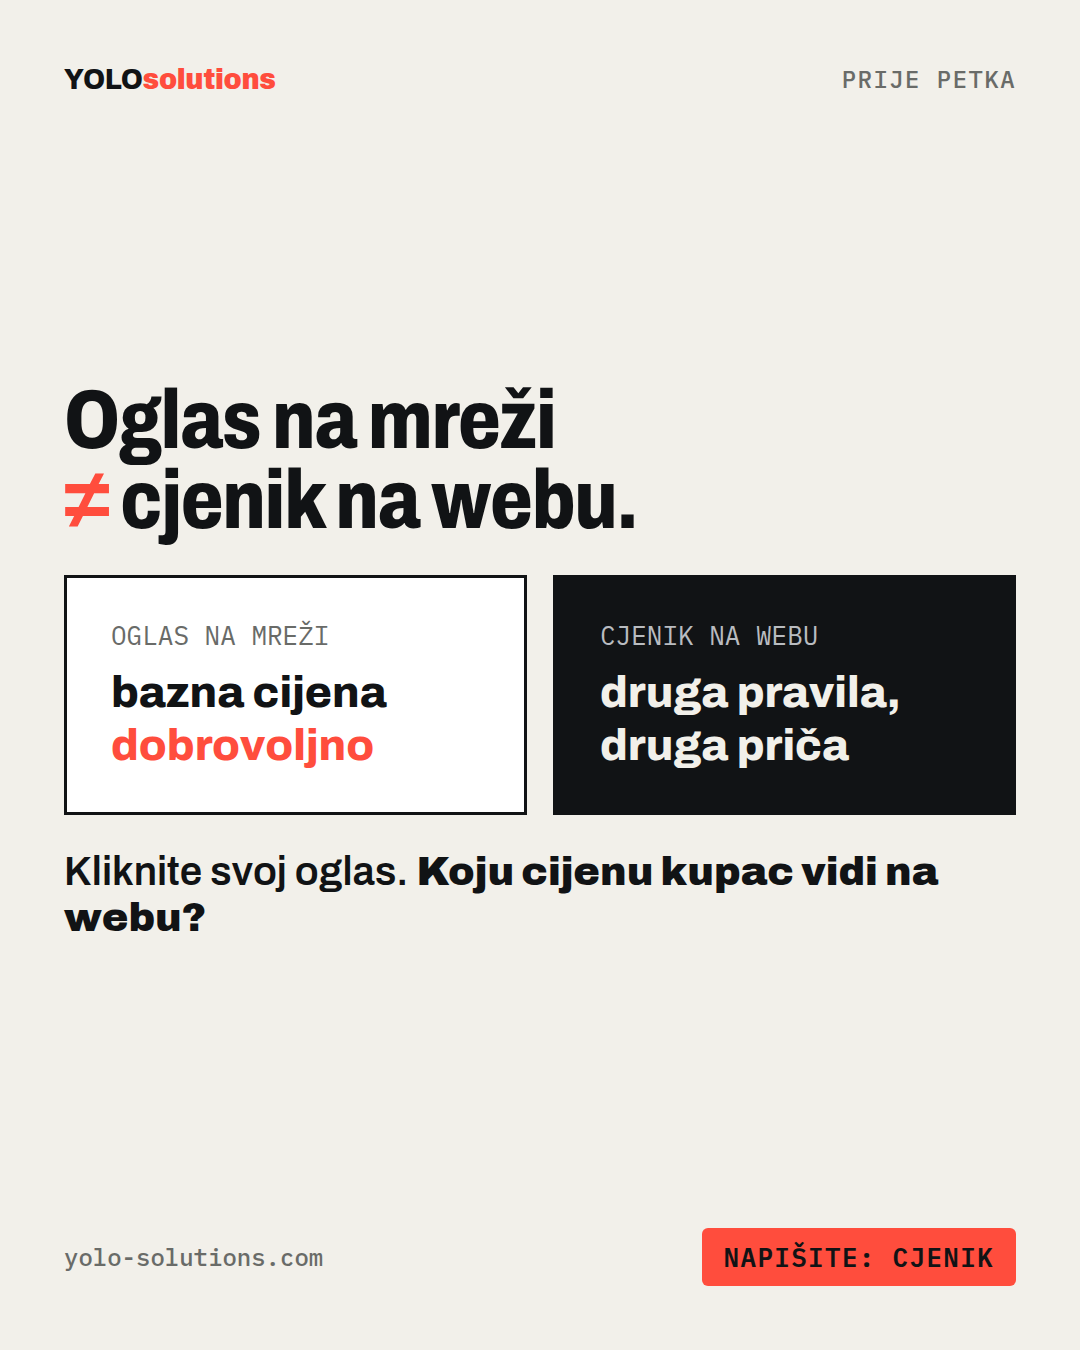 YOLOsolutions
PRIJE PETKA
Oglas na mreži
≠ cjenik na webu.
OGLAS NA MREŽI
bazna cijena
dobrovoljno
CJENIK NA WEBU
druga pravila,
druga priča
Kliknite svoj oglas. Koju cijenu kupac vidi na
webu?
yolo-solutions.com
NAPIŠITE: CJENIK